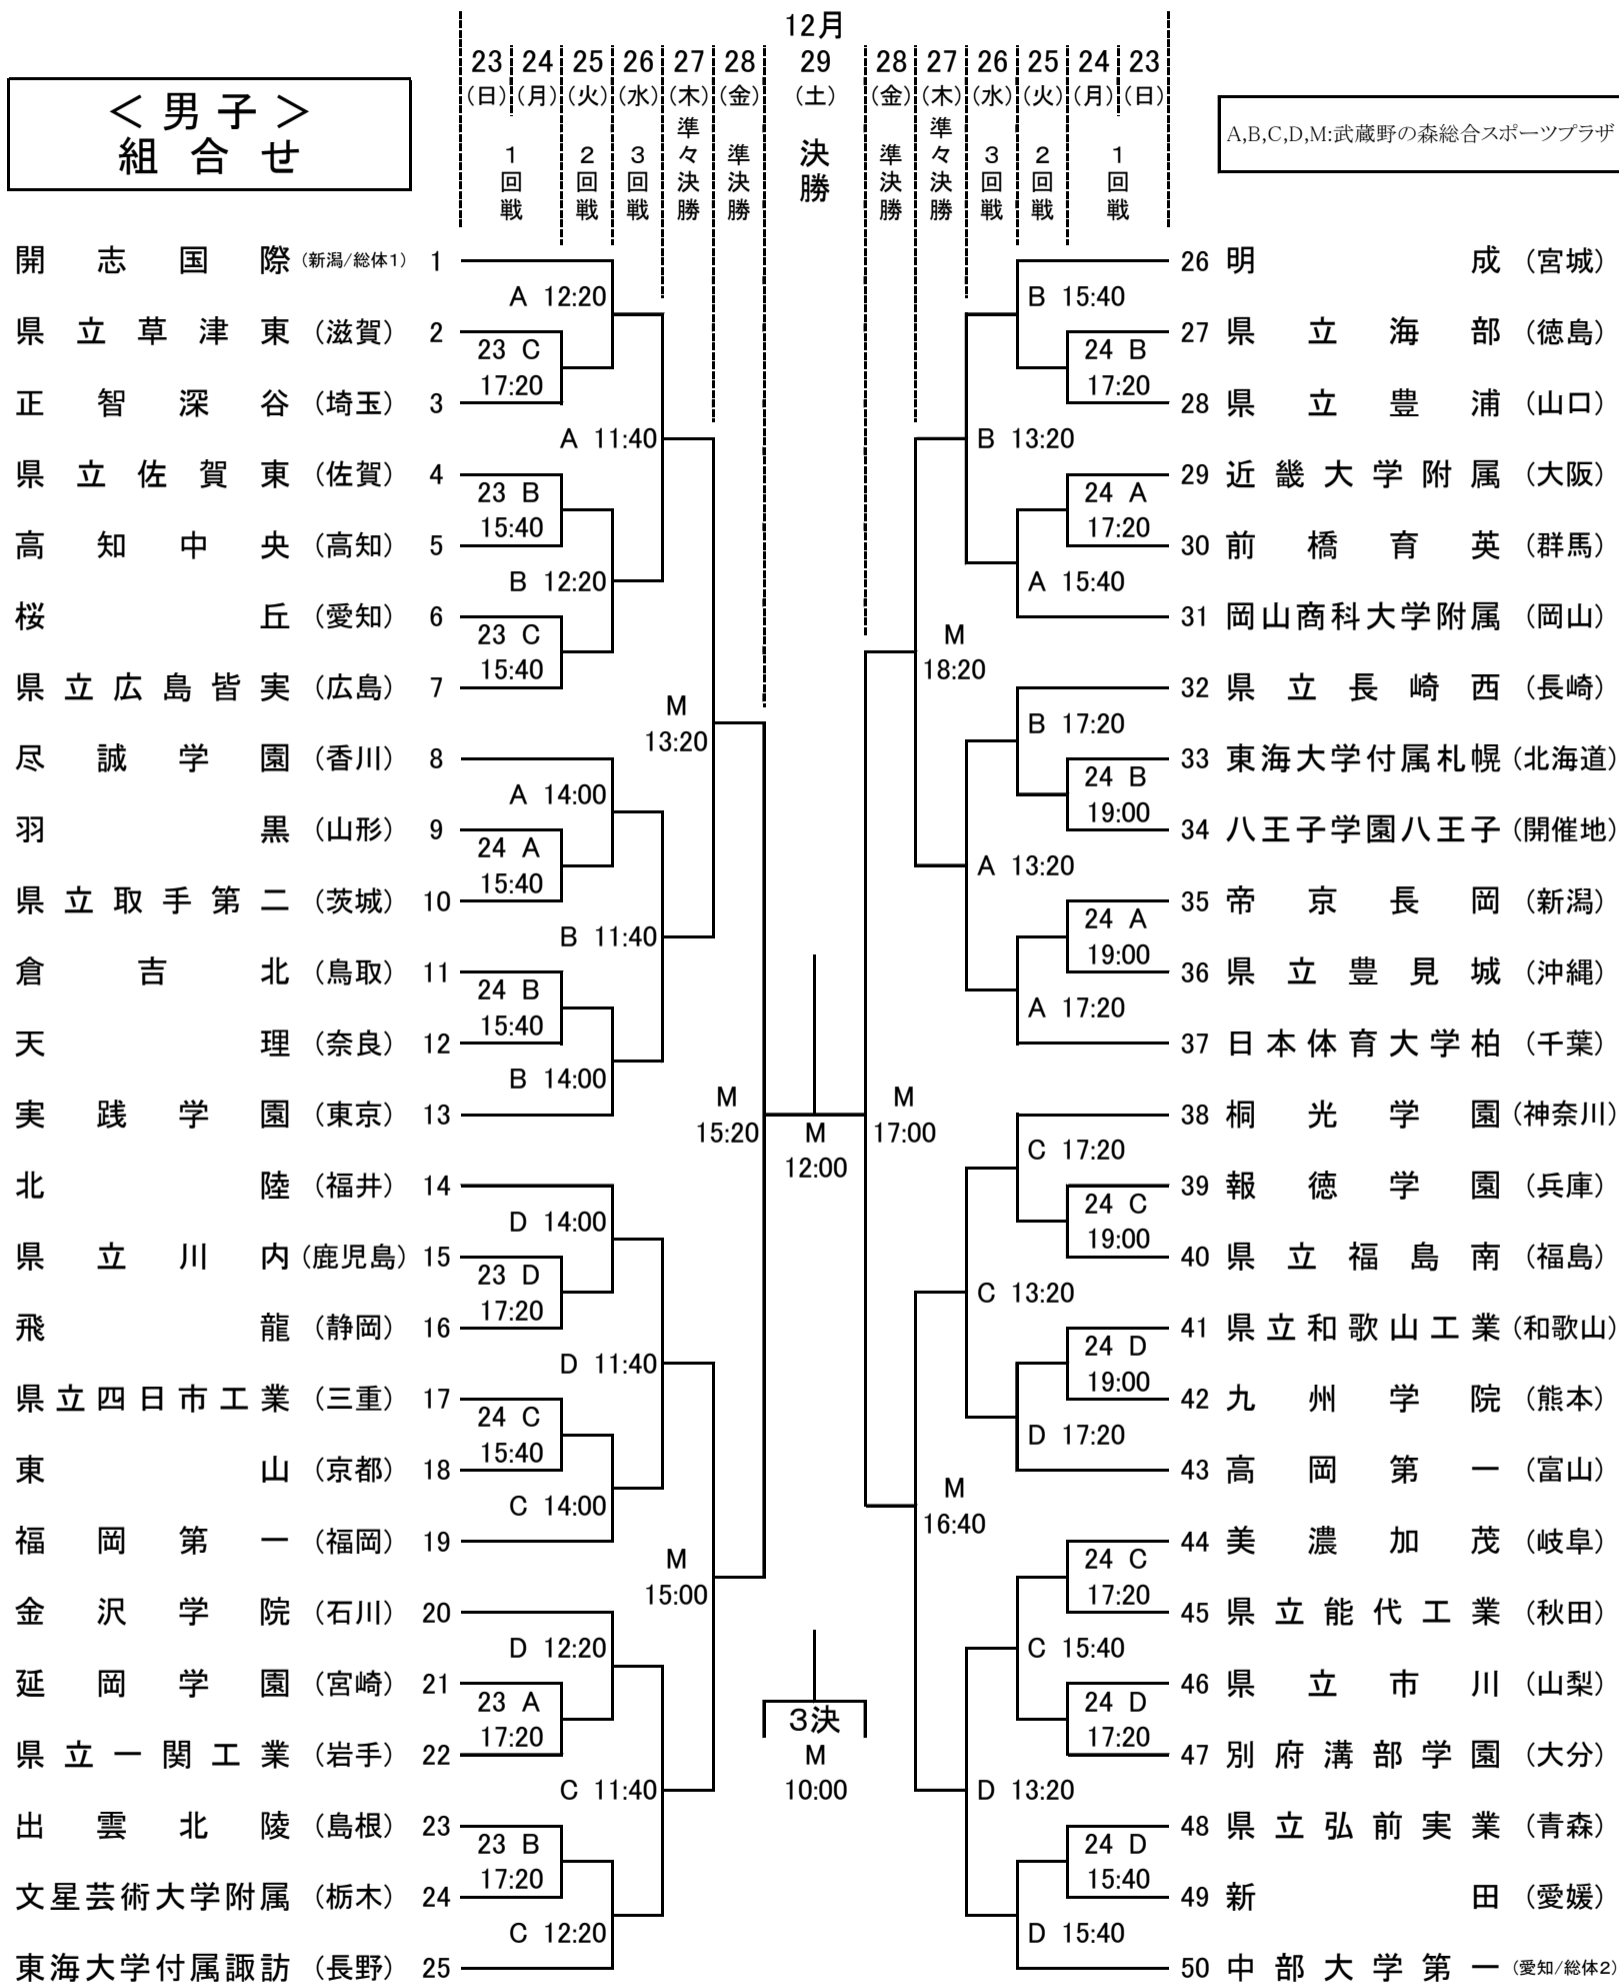 12月
23 24 25 26 27 28 29 28 27 26 25 24 23
(日) (月) (火) (水) (木) (金) (土) (金) (木) (水) (火) (月) (日)
<男子>
組合せ
1回戦 2回戦 3回戦 準々決勝 準決勝 決勝 準決勝 準々決勝 3回戦 2回戦 1回戦
A,B,C,D,M:武蔵野の森総合スポーツプラザ
開志国際 (新潟/総体1) 1
A 12:20
県立草津東 (滋賀) 2
23 C
17:20
正智深谷 (埼玉) 3
A 11:40
県立佐賀東 (佐賀) 4
23 B
15:40
高知中央 (高知) 5
B 12:20
桜丘 (愛知) 6
23 C
15:40
県立広島皆実 (広島) 7
M
13:20
尽誠学園 (香川) 8
A 14:00
羽黒 (山形) 9
24 A
15:40
県立取手第二 (茨城) 10
B 11:40
倉吉北 (鳥取) 11
24 B
15:40
天理 (奈良) 12
B 14:00
実践学園 (東京) 13
M
15:20
北陸 (福井) 14
D 14:00
県立川内 (鹿児島) 15
23 D
17:20
飛龍 (静岡) 16
D 11:40
県立四日市工業 (三重) 17
24 C
15:40
東山 (京都) 18
C 14:00
福岡第一 (福岡) 19
M
15:00
金沢学院 (石川) 20
D 12:20
延岡学園 (宮崎) 21
23 A
17:20
県立一関工業 (岩手) 22
C 11:40
出雲北陵 (島根) 23
23 B
17:20
文星芸術大学附属 (栃木) 24
C 12:20
東海大学付属諏訪 (長野) 25
M
12:00
3決
M
10:00
26 明成 (宮城)
B 15:40
27 県立海部 (徳島)
24 B
17:20
28 県立豊浦 (山口)
B 13:20
29 近畿大学附属 (大阪)
24 A
17:20
30 前橋育英 (群馬)
A 15:40
31 岡山商科大学附属 (岡山)
M
18:20
32 県立長崎西 (長崎)
B 17:20
33 東海大学付属札幌 (北海道)
24 B
19:00
34 八王子学園八王子 (開催地)
A 13:20
35 帝京長岡 (新潟)
24 A
19:00
36 県立豊見城 (沖縄)
A 17:20
37 日本体育大学柏 (千葉)
M
17:00
38 桐光学園 (神奈川)
C 17:20
39 報徳学園 (兵庫)
24 C
19:00
40 県立福島南 (福島)
C 13:20
41 県立和歌山工業 (和歌山)
24 D
19:00
42 九州学院 (熊本)
D 17:20
43 高岡第一 (富山)
M
16:40
44 美濃加茂 (岐阜)
24 C
17:20
45 県立能代工業 (秋田)
C 15:40
46 県立市川 (山梨)
24 D
17:20
47 別府溝部学園 (大分)
D 13:20
48 県立弘前実業 (青森)
24 D
15:40
49 新田 (愛媛)
D 15:40
50 中部大学第一 (愛知/総体2)